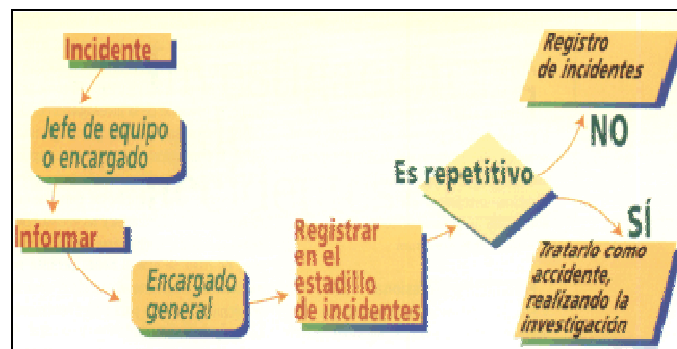 Incidente
Jefe de equipo
o encargado
Informar
Encargado
general
Registrar
en el
estadillo
de incidentes
Es repetitivo
NO
Registro
de incidentes
SÍ
Tratarlo como
accidente,
realizando la
investigación